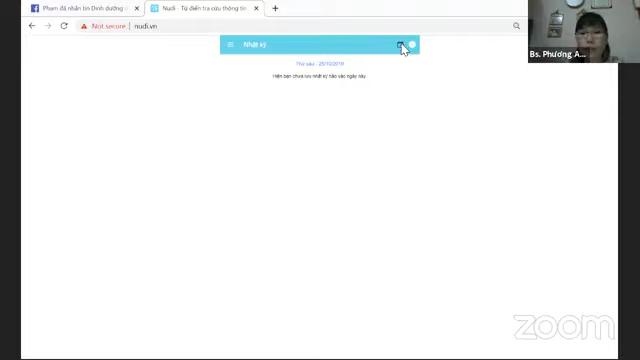 Pham đã nhắn tin Dinh dưỡng c
Nudi - Từ điển tra cứu thông tin
Not secure | nudi.vn
Nhật ký
Thứ sáu - 25/10/2019
Hiện bạn chưa lưu nhật ký nào vào ngày này.
Bs. Phương A...
zoom